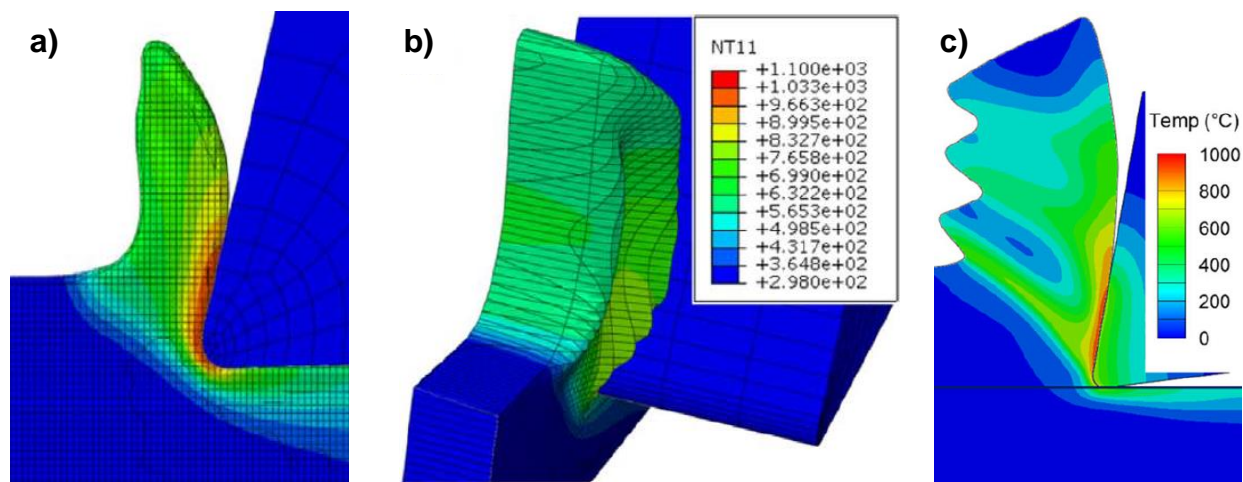 a)
b)
NT11
+1.100e+03
+1.033e+03
+9.663e+02
+8.995e+02
+8.327e+02
+7.658e+02
+6.990e+02
+6.322e+02
+5.653e+02
+4.985e+02
+4.317e+02
+3.648e+02
+2.980e+02
c)
Temp (°C)
1000
800
600
400
200
0